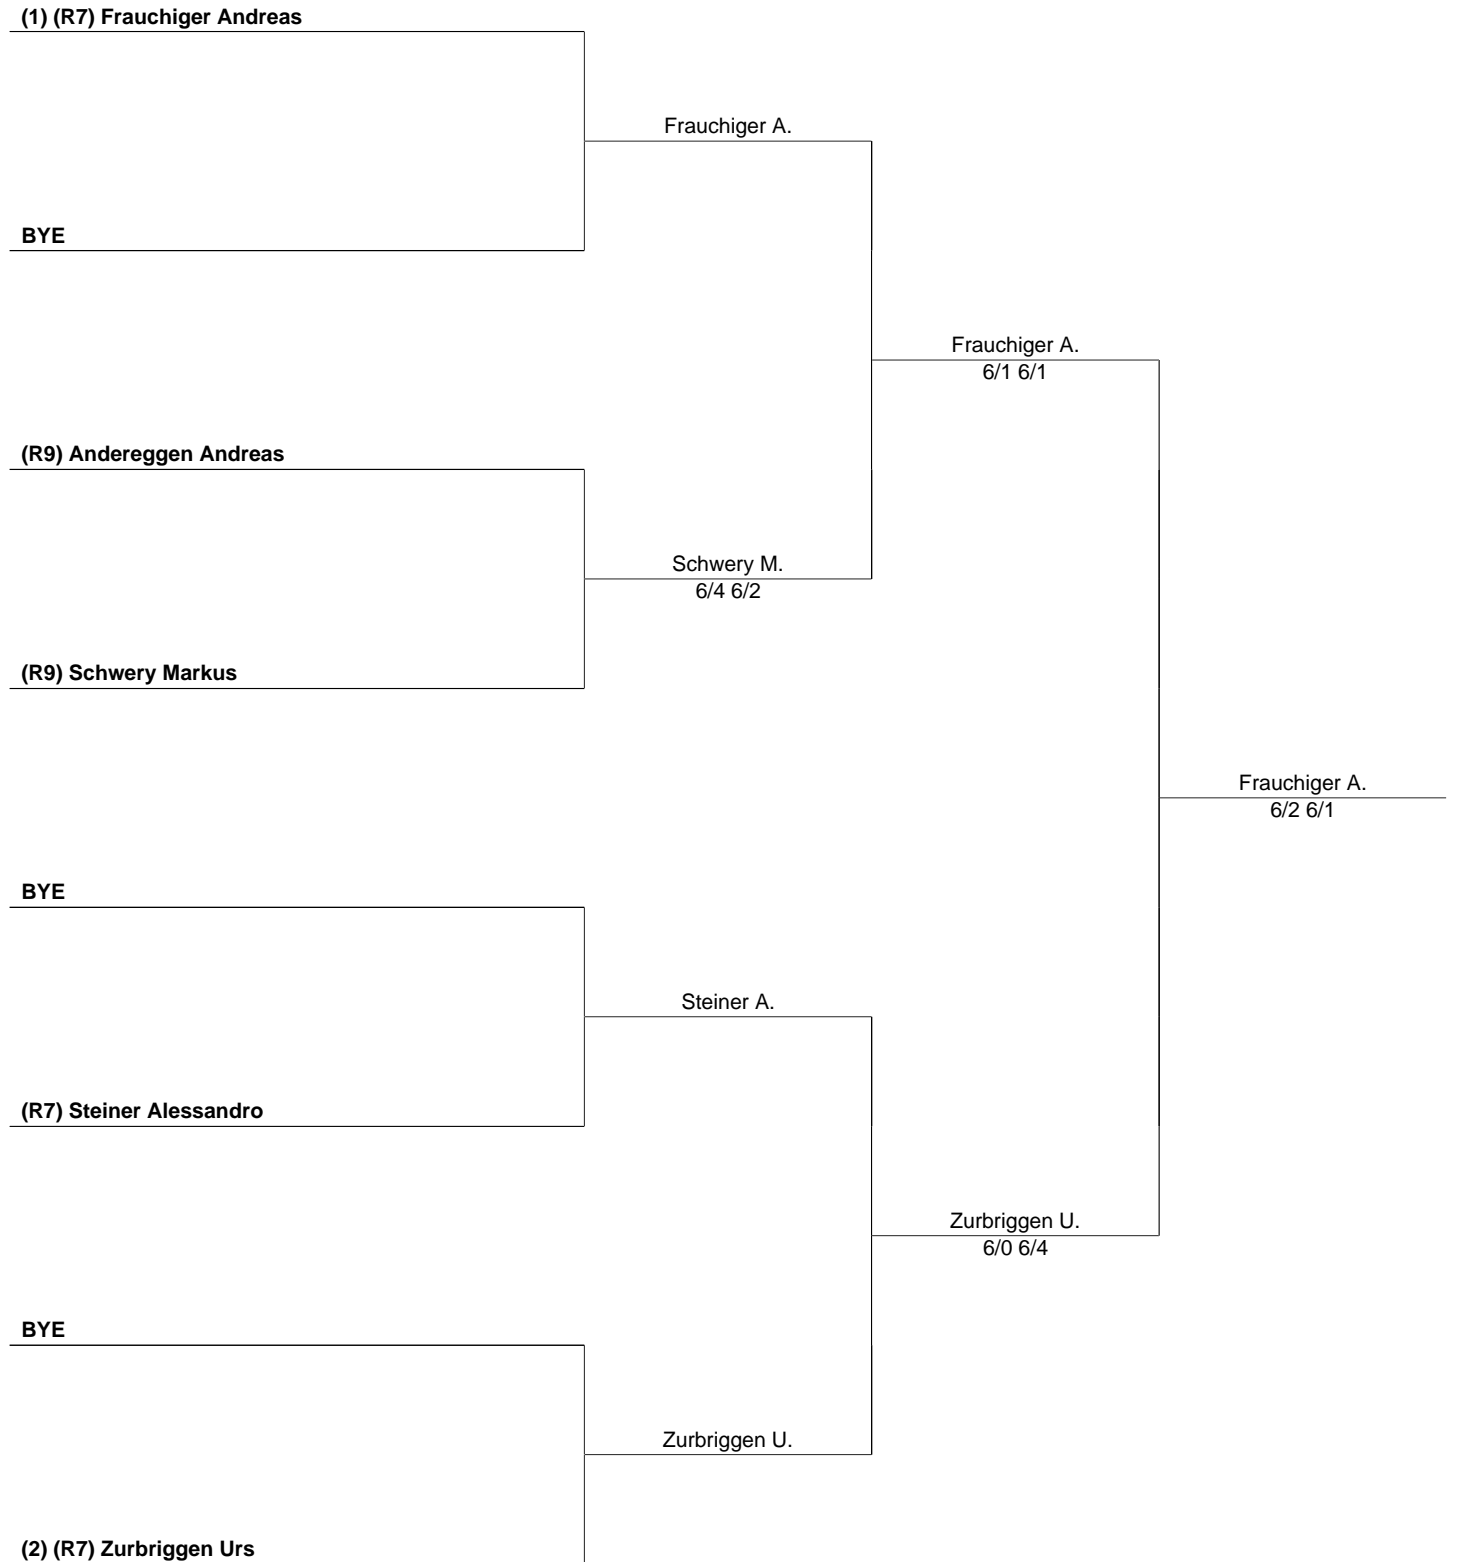 (1) (R7) Frauchiger Andreas
Frauchiger A.
BYE
Frauchiger A.
6/1 6/1
(R9) Andereggen Andreas
Schwery M.
6/4 6/2
(R9) Schwery Markus
Frauchiger A.
6/2 6/1
BYE
Steiner A.
(R7) Steiner Alessandro
Zurbriggen U.
6/0 6/4
BYE
Zurbriggen U.
(2) (R7) Zurbriggen Urs